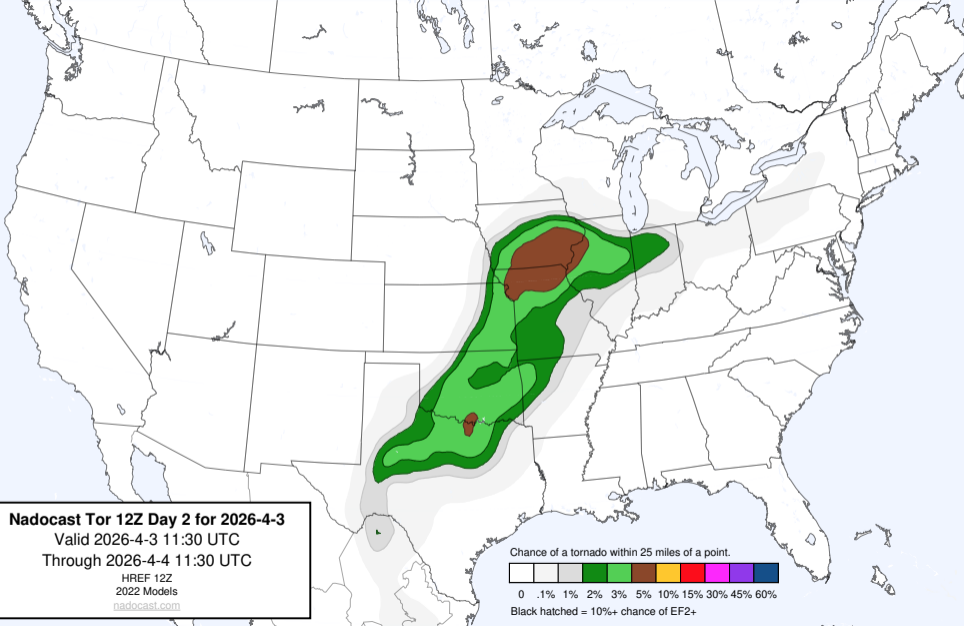 Nadocast Tor 12Z Day 2 for 2026-4-3
Valid 2026-4-3 11:30 UTC
Through 2026-4-4 11:30 UTC
HREF 12Z
2022 Models
nadocast.com
Chance of a tornado within 25 miles of a point.
0 .1% 1% 2% 3% 5% 10% 15% 30% 45% 60%
Black hatched = 10%+ chance of EF2+